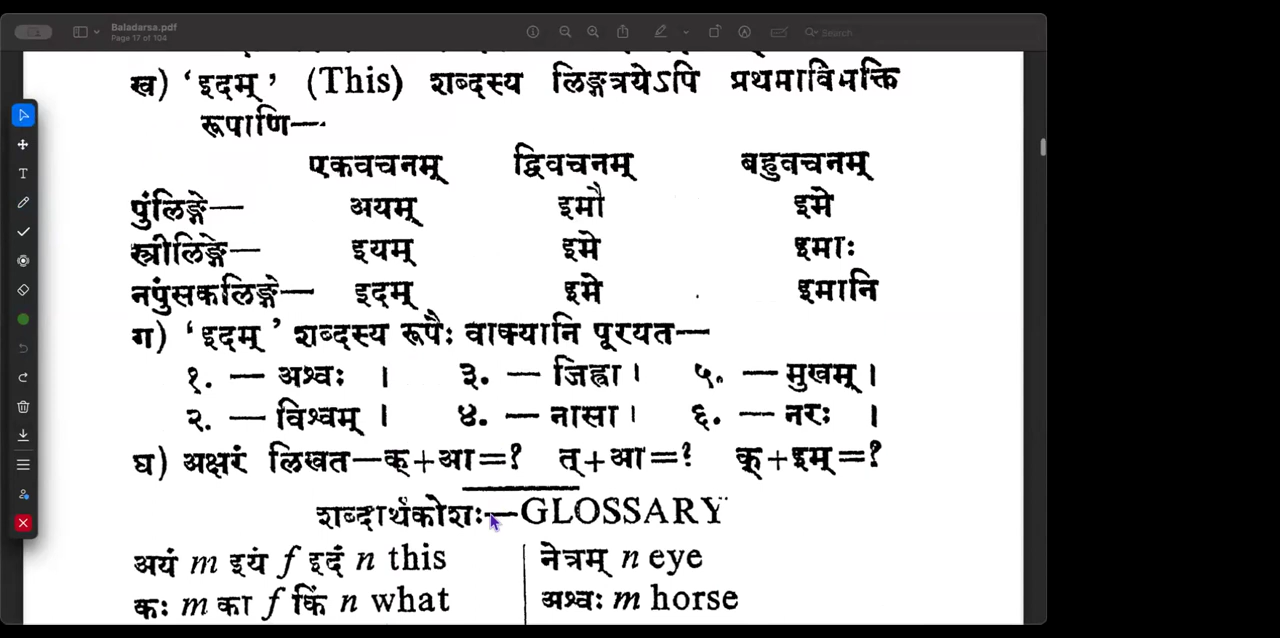 Baladarsa.pdf
Page 17 of 104
Search
ख) ‘इदम्’ (This) शब्दस्य लिङ्गत्रयेऽपि प्रथमाविभक्ति
रूपाणि—
एकवचनम् द्विवचनम् बहुवचनम्
पुंलिङ्गे— अयम् इमौ इमे
स्त्रीलिङ्गे— इयम् इमे इमाः
नपुंसकलिङ्गे— इदम् इमे इमानि
ग) ‘इदम्’ शब्दस्य रूपैः वाक्यानि पूरयत—
१. — अश्वः । ३. — जिह्वा । ५. — मुखम् ।
२. — विश्वम् । ४. — नासा । ६. — नरः ।
घ) अक्षरं लिखत—क्+आ=? त्+आ=? क्+इम्=?
शब्दार्थकोशः—GLOSSARY
अयं m इयं f इदं n this
कः m का f किं n what
नेत्रम् n eye
अश्वः m horse